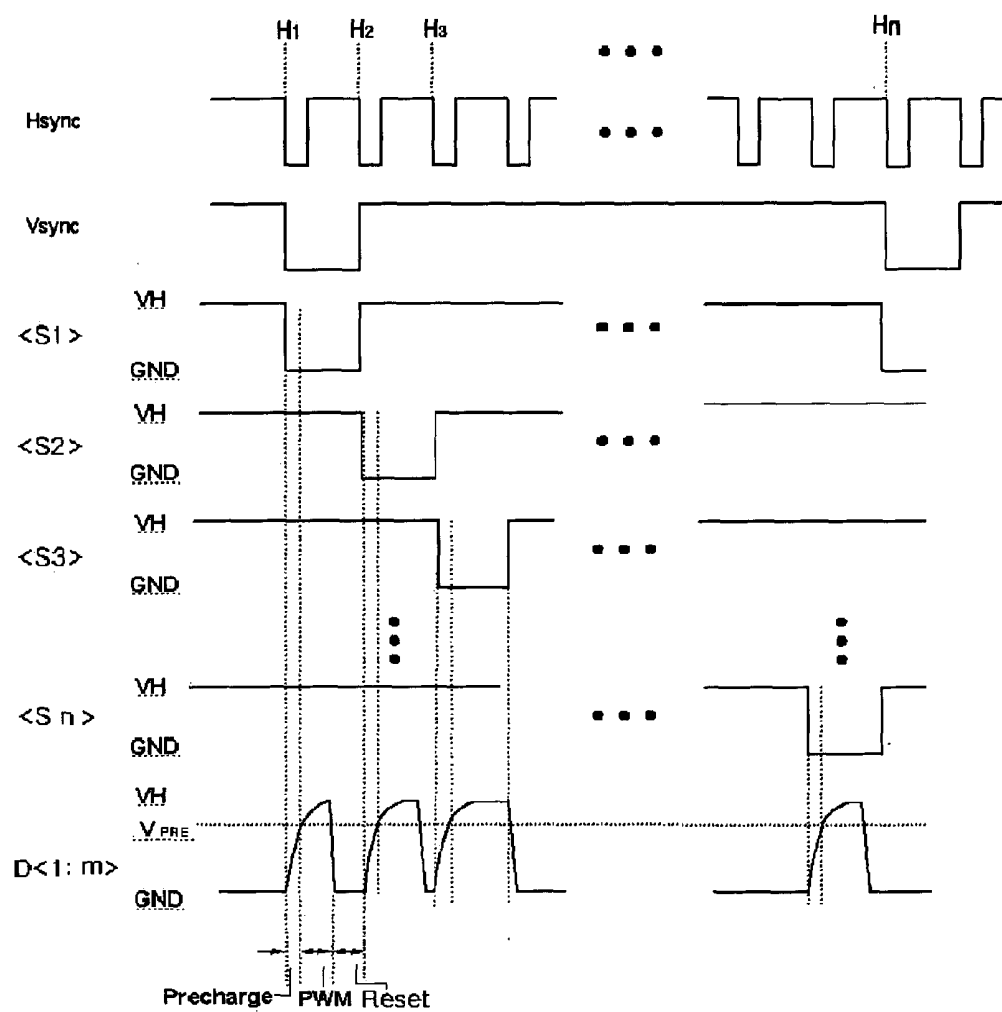 H1 H2 H3 Hn
Hsync
Vsync
VH
<S1>
GND
VH
<S2>
GND
VH
<S3>
GND
VH
<S n>
GND
VH
VPRE
D<1: m>
GND
Precharge PWM Reset